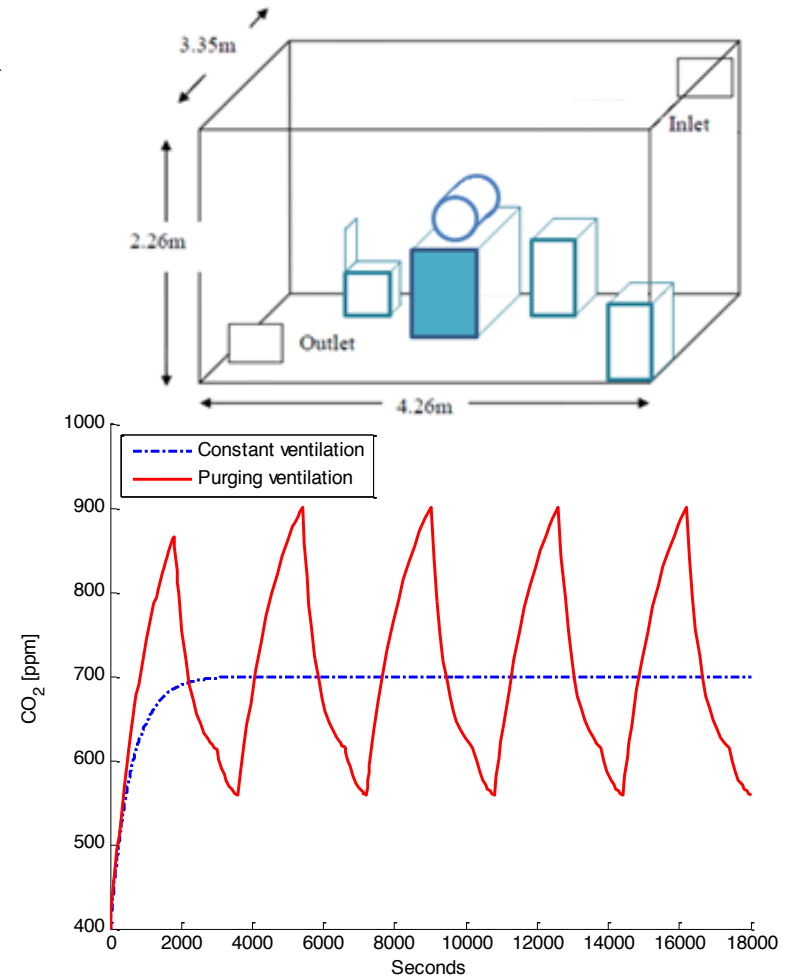 3.35m
Inlet
2.26m
Outlet
4.26m
1000
Constant ventilation
Purging ventilation
900
800
700
600
500
400
CO2 [ppm]
0 2000 4000 6000 8000 10000 12000 14000 16000 18000
Seconds